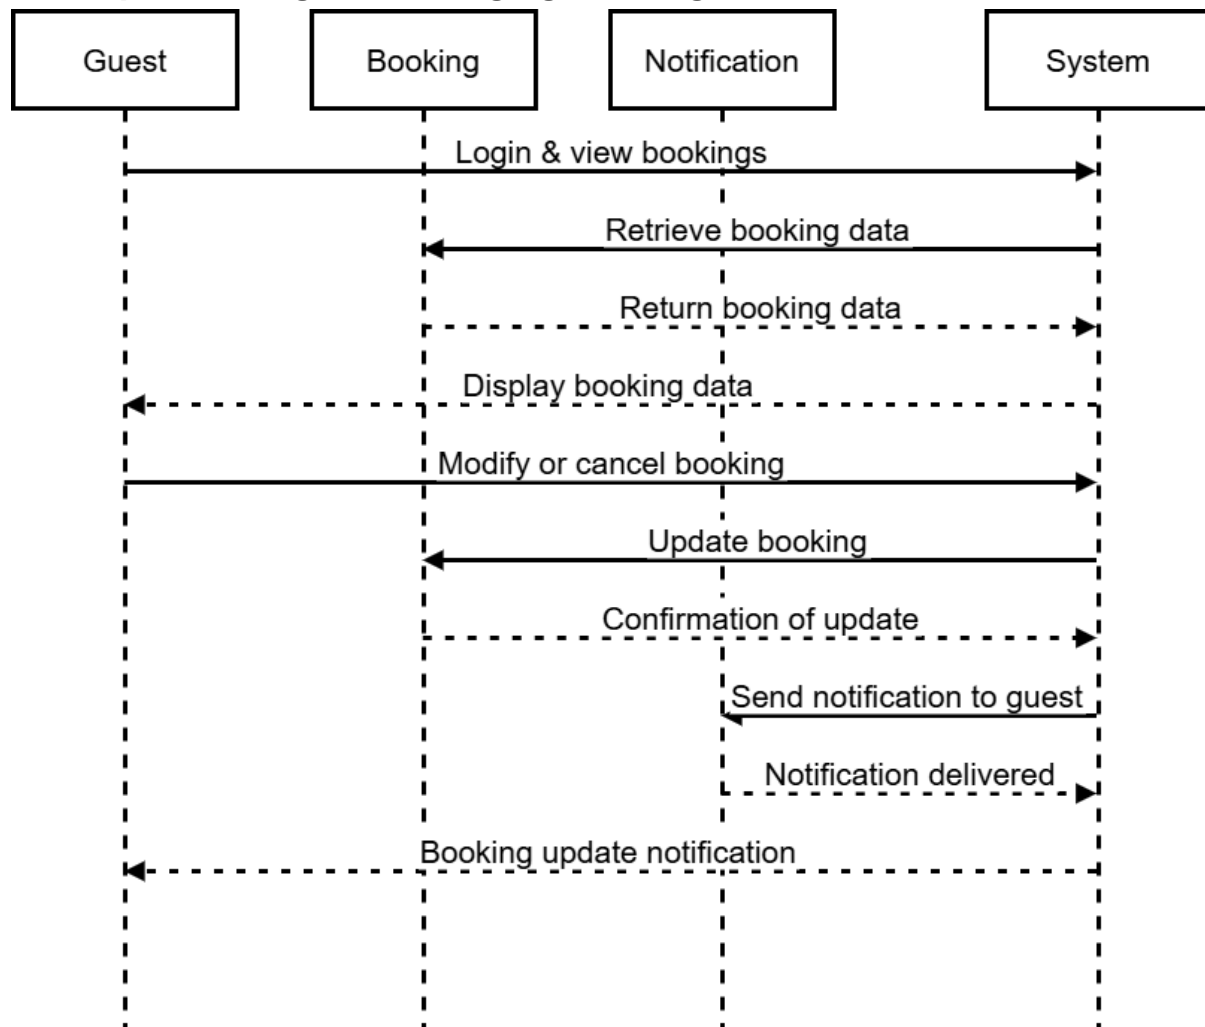 Guest
Booking
Notification
System
Login & view bookings
Retrieve booking data
Return booking data
Display booking data
Modify or cancel booking
Update booking
Confirmation of update
Send notification to guest
Notification delivered
Booking update notification